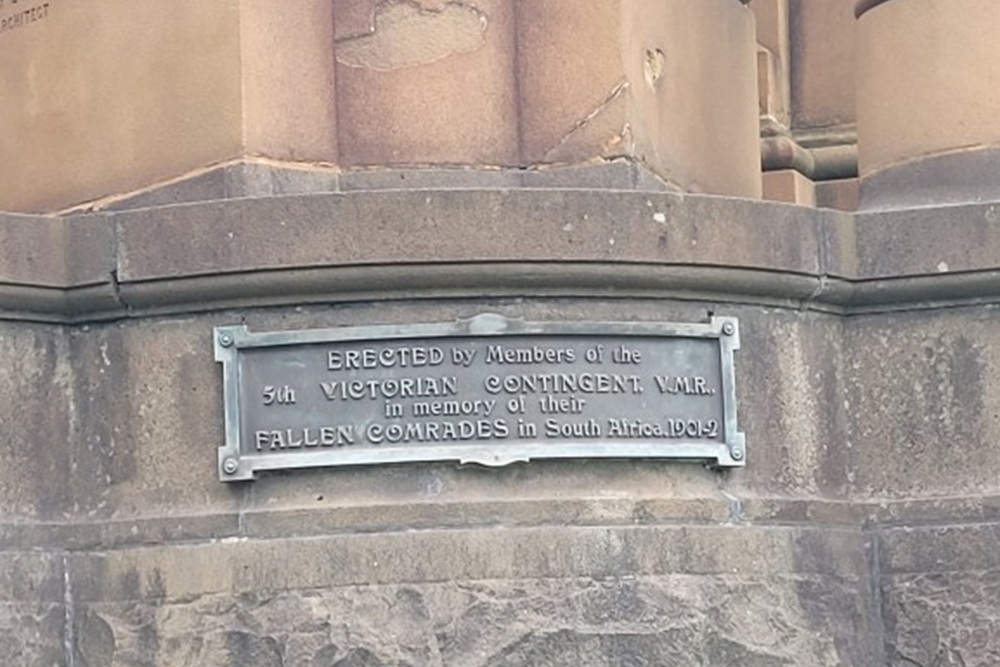 ARCHITECT
ERECTED by Members of the
5th VICTORIAN CONTINGENT. V.M.R.,
in memory of their
FALLEN COMRADES in South Africa. 1901-2